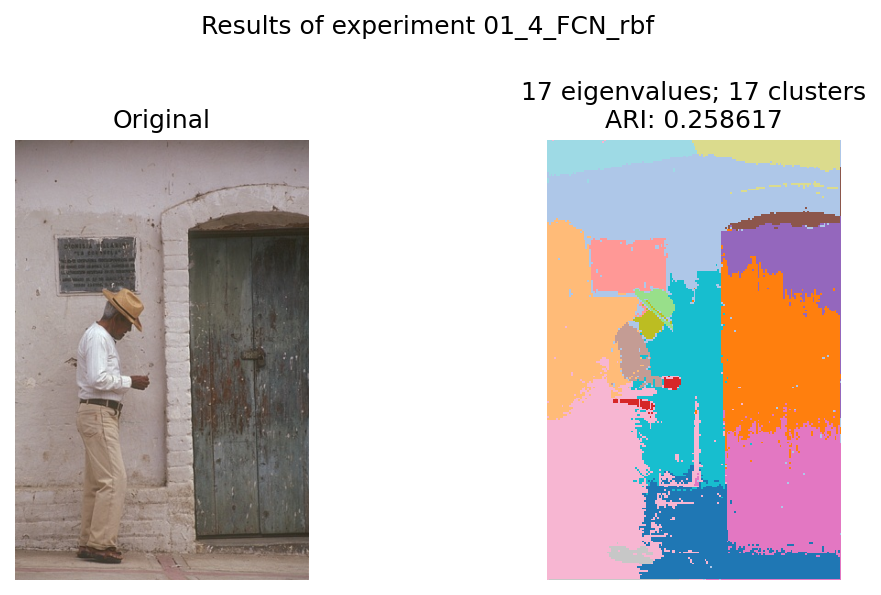 Results of experiment 01_4_FCN_rbf
Original
17 eigenvalues; 17 clusters
ARI: 0.258617